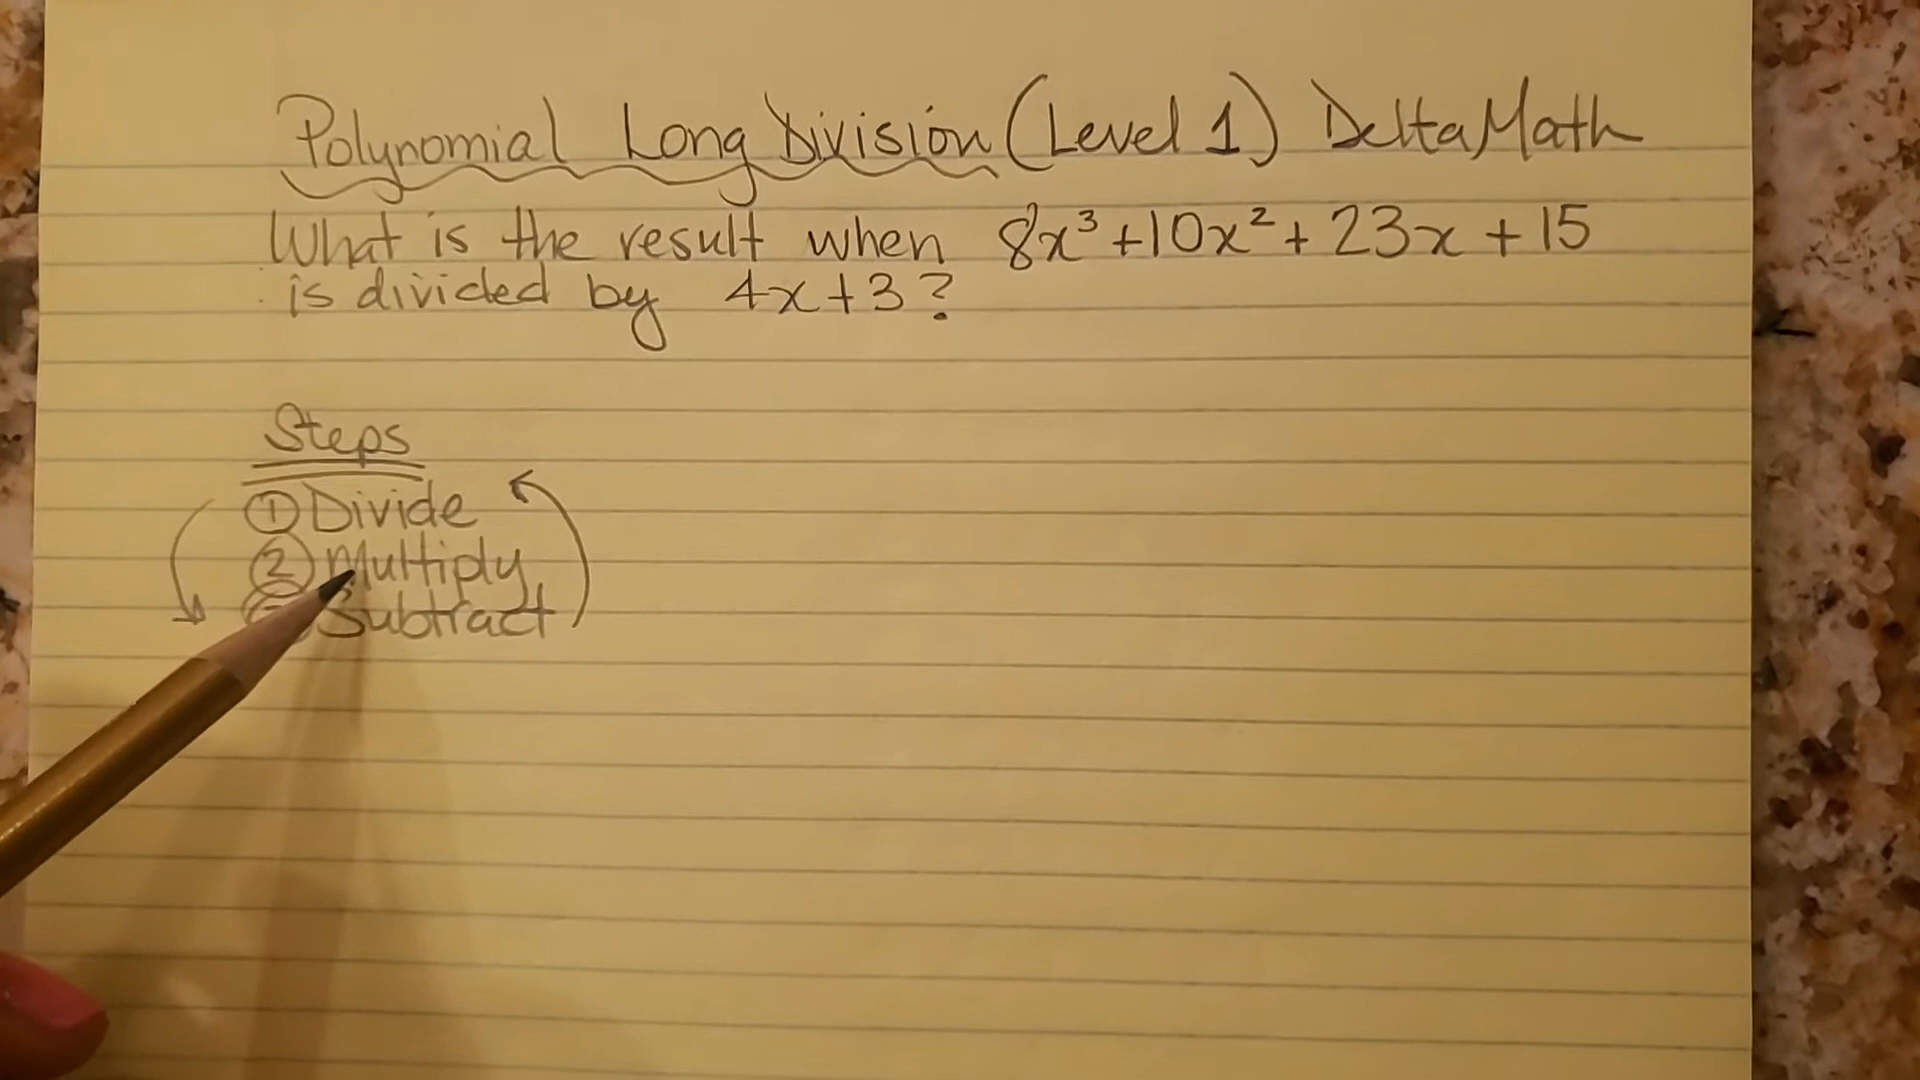 Polynomial Long Division (Level 1) DeltaMath
What is the result when 8x³+10x²+23x+15
is divided by 4x+3?
Steps
① Divide
② Multiply
Subtract